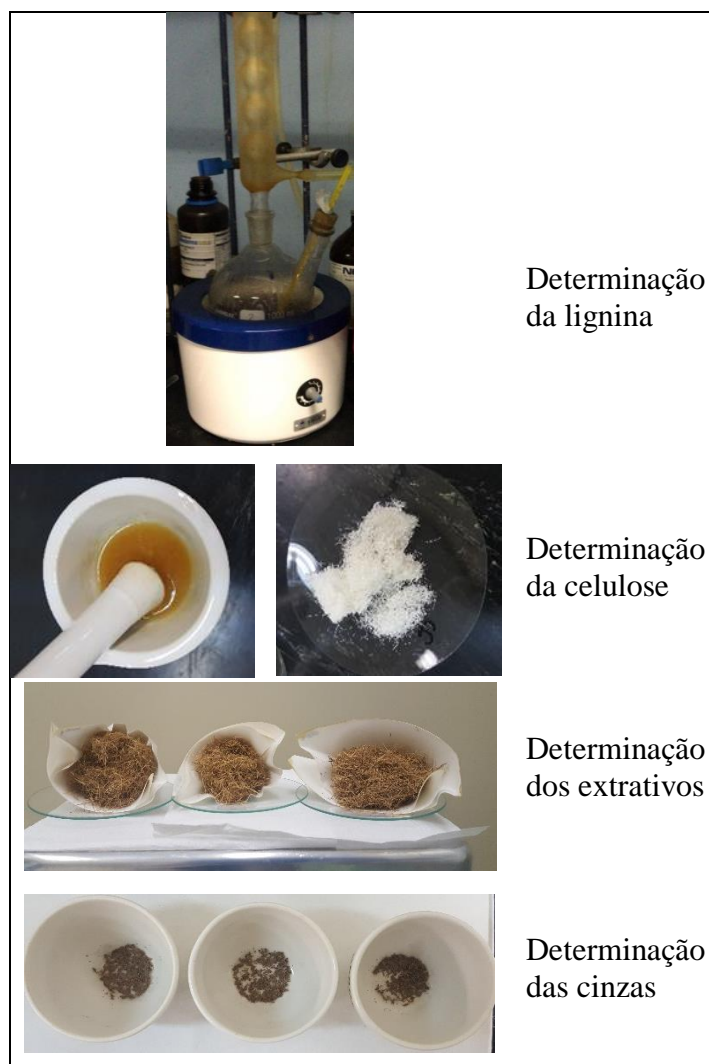 Determinação
da lignina
Determinação
da celulose
Determinação
dos extrativos
Determinação
das cinzas